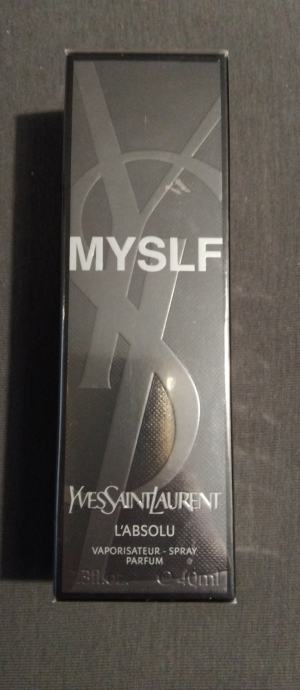 MYSLF
YVESSAINTLAURENT
L'ABSOLU
VAPORISATEUR - SPRAY
PARFUM
40ml